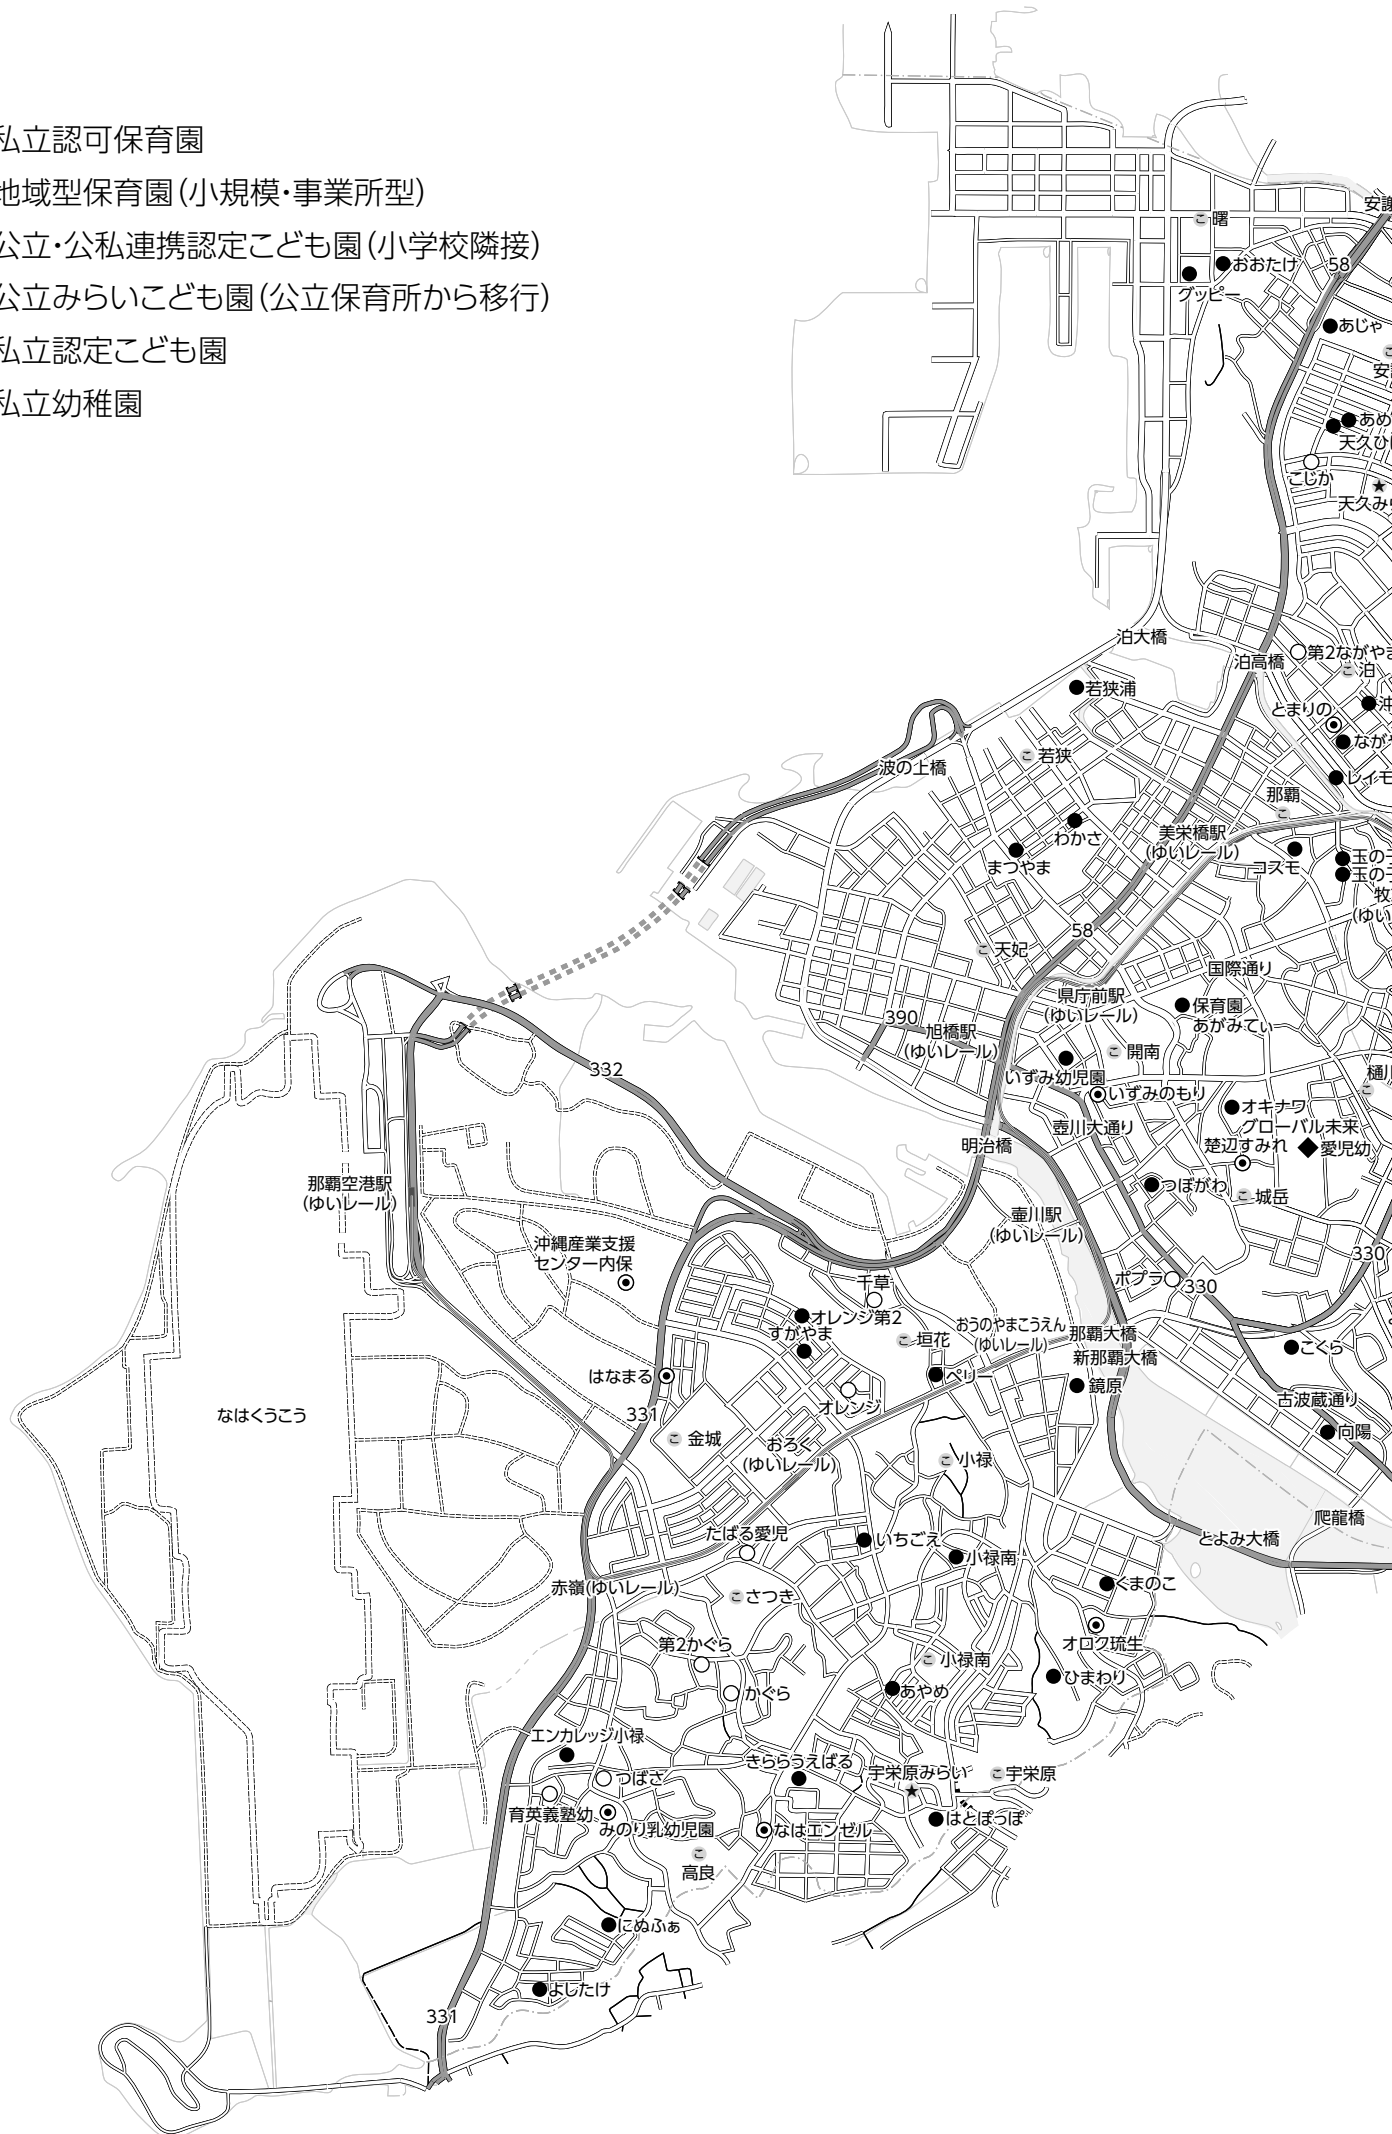 私立認可保育園
地域型保育園(小規模・事業所型)
公立・公私連携認定こども園(小学校隣接)
公立みらいこども園(公立保育所から移行)
私立認定こども園
私立幼稚園
安謝
こ 曙
おおたけ
58
グッピー
あじゃ
こ
安
あめ
天久ひ
こじか
天久み
泊大橋
泊高橋
第2ながやま
こ 泊
若狭浦
とまりの
沖
なが
こ 若狭
波の上橋
レイモ
那覇
こ
わかさ
美栄橋駅
(ゆいレール)
まつやま
コスモ
玉の
玉の
牧
(ゆい
58
こ 天妃
国際通り
県庁前駅
(ゆいレール)
保育園
あがみてぃ
390
旭橋駅
(ゆいレール)
こ 開南
332
いずみ幼児園
いずみのもり
樋川
こ
オキナワ
グローバル未来
壺川大通り
楚辺すみれ
愛児幼
明治橋
つぼがわ
こ 城岳
那覇空港駅
(ゆいレール)
壷川駅
(ゆいレール)
沖縄産業支援
センター内保
330
千草
ポプラ
330
オレンジ第2
すがやま
こ 垣花
おうのやまこうえん
(ゆいレール)
那覇大橋
新那覇大橋
こくら
はなまる
ペリー
鏡原
オレンジ
古波蔵通り
なはくうこう
331
こ 金城
おろく
(ゆいレール)
向陽
こ 小禄
爬龍橋
たばる愛児
いちごえ
とよみ大橋
小禄南
赤嶺(ゆいレール)
こ さつき
くまのこ
オロク琉生
第2かぐら
こ 小禄南
ひまわり
かぐら
あやめ
エンカレッジ小禄
きららうえばる
宇栄原みらい
こ 宇栄原
つばさ
育英義塾幼
みのり乳幼児園
なはエンゼル
はとぽっぽ
こ
高良
にぬふぁ
よしたけ
331